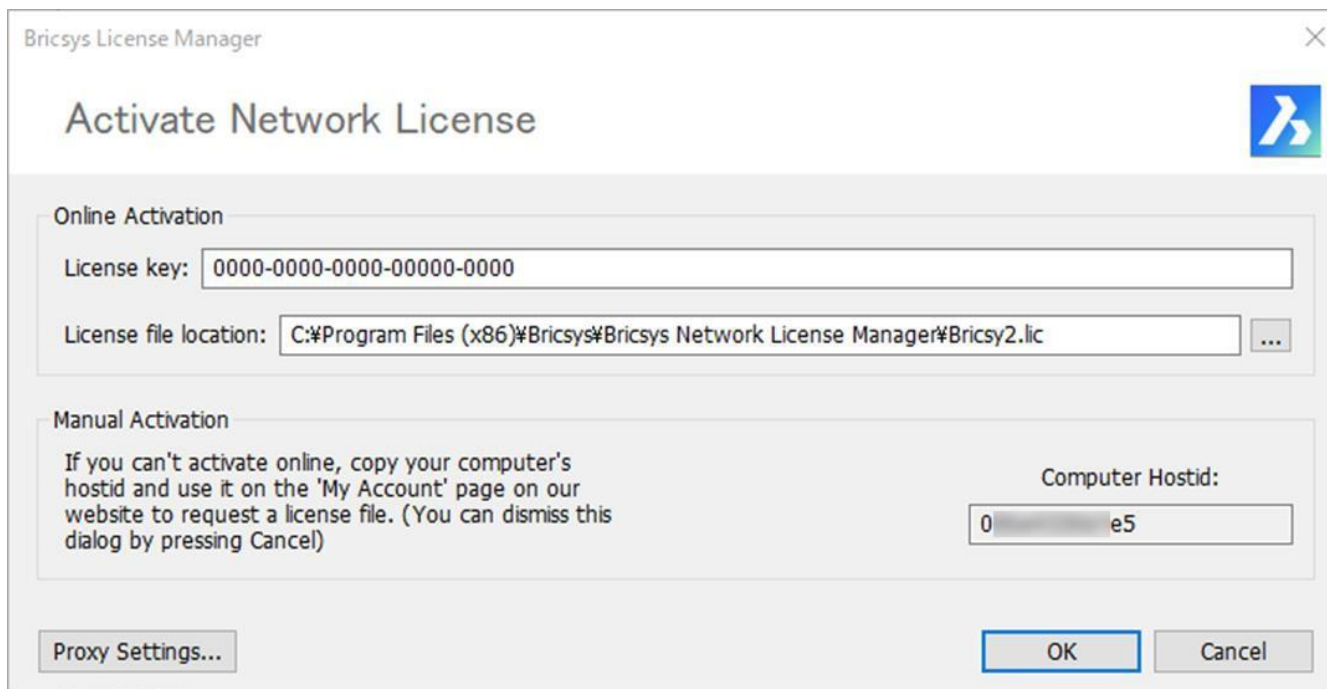 Bricsys License Manager
Activate Network License
Online Activation
License key: 0000-0000-0000-00000-0000
License file location: C:¥Program Files (x86)¥Bricsys¥Bricsys Network License Manager¥Bricsy2.lic ...
Manual Activation
If you can't activate online, copy your computer's
hostid and use it on the 'My Account' page on our
website to request a license file. (You can dismiss this
dialog by pressing Cancel)
Computer Hostid:
0 e5
Proxy Settings... OK Cancel